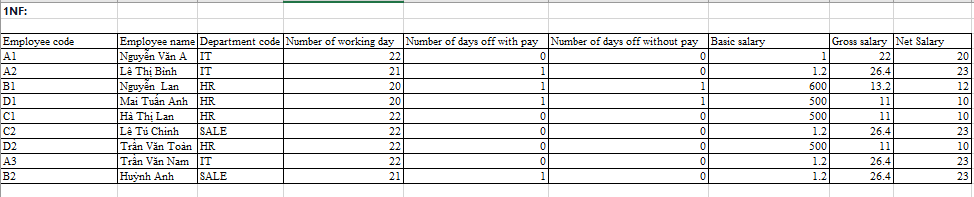 1NF:
Employee code Employee name Department code Number of working day Number of days off with pay Number of days off without pay Basic salary Gross salary Net Salary
A1 Nguyễn Văn A IT 22 0 0 1 22 20
A2 Lê Thị Bình IT 21 1 0 1.2 26.4 23
B1 Nguyễn Lan HR 20 1 1 600 13.2 12
D1 Mai Tuấn Anh HR 20 1 1 500 11 10
C1 Hà Thị Lan HR 22 0 0 500 11 10
C2 Lê Tú Chinh SALE 22 0 0 1.2 26.4 23
D2 Trần Văn Toàn HR 22 0 0 500 11 10
A3 Trần Văn Nam IT 22 0 0 1.2 26.4 23
B2 Huỳnh Anh SALE 21 1 0 1.2 26.4 23